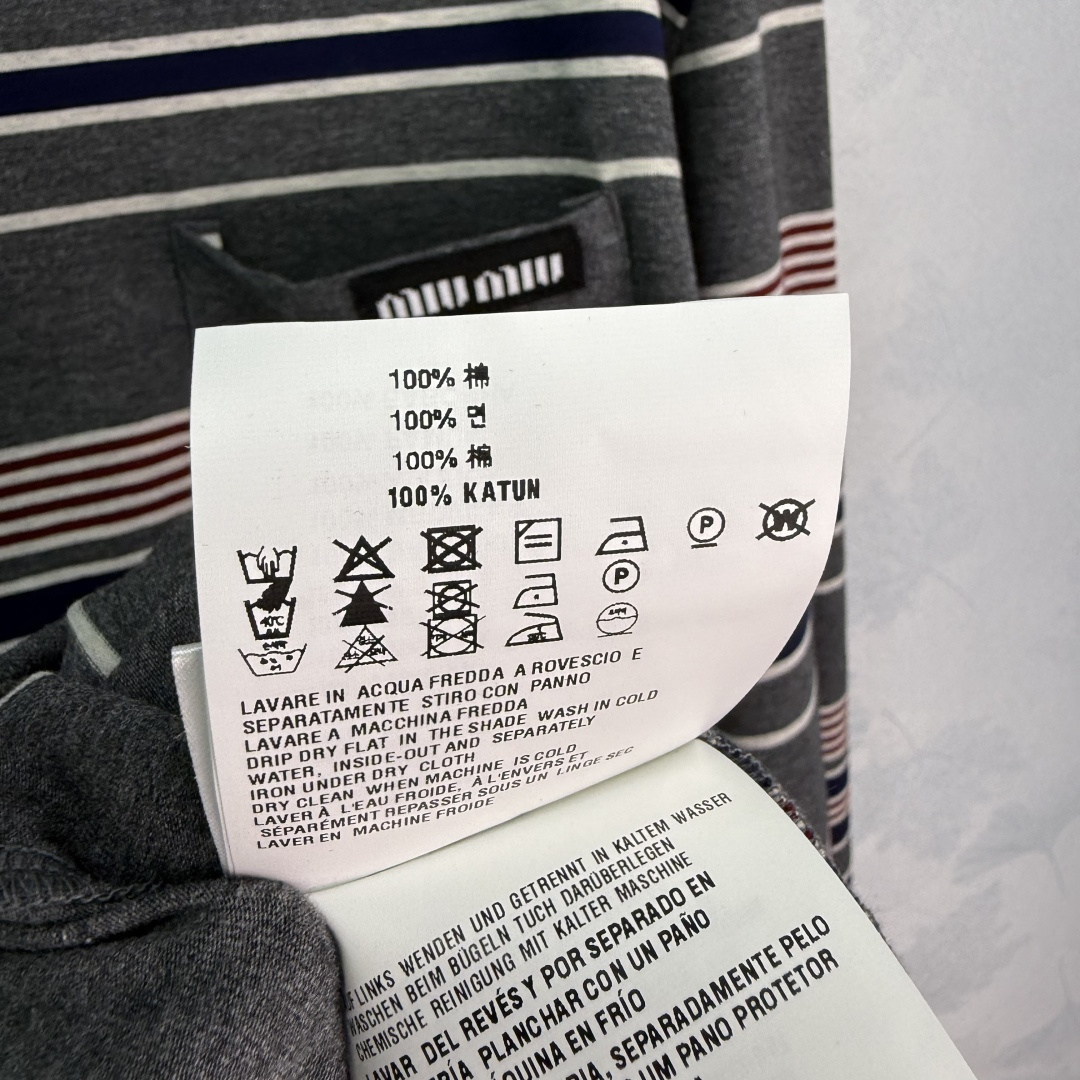 MIU MIU
100% 棉
100% 면
100% 棉
100% KATUN
P
W
P
LAVARE IN ACQUA FREDDA A ROVESCIO E
SEPARATAMENTE STIRO CON PANNO
LAVARE A MACCHINA FREDDA
DRIP DRY FLAT IN THE SHADE WASH IN COLD
WATER, INSIDE-OUT AND SEPARATELY
IRON UNDER DRY CLOTH
DRY CLEAN WHEN MACHINE IS COLD
LAVER À L'EAU FROIDE, À L'ENVERS ET
SÉPARÉMENT REPASSER SOUS UN LINGE SEC
LAVER EN MACHINE FROIDE
LINKS WENDEN UND GETRENNT IN KALTEM WASSER
WASCHEN BEIM BÜGELN TUCH DARÜBERLEGEN
CHEMISCHE REINIGUNG MIT KALTER MASCHINE
LAVAR DEL REVÉS Y POR SEPARADO EN
PLANCHAR CON UN PAÑO
EN FRÍO
SEPARADAMENTE PELO
UM PANO PROTETOR